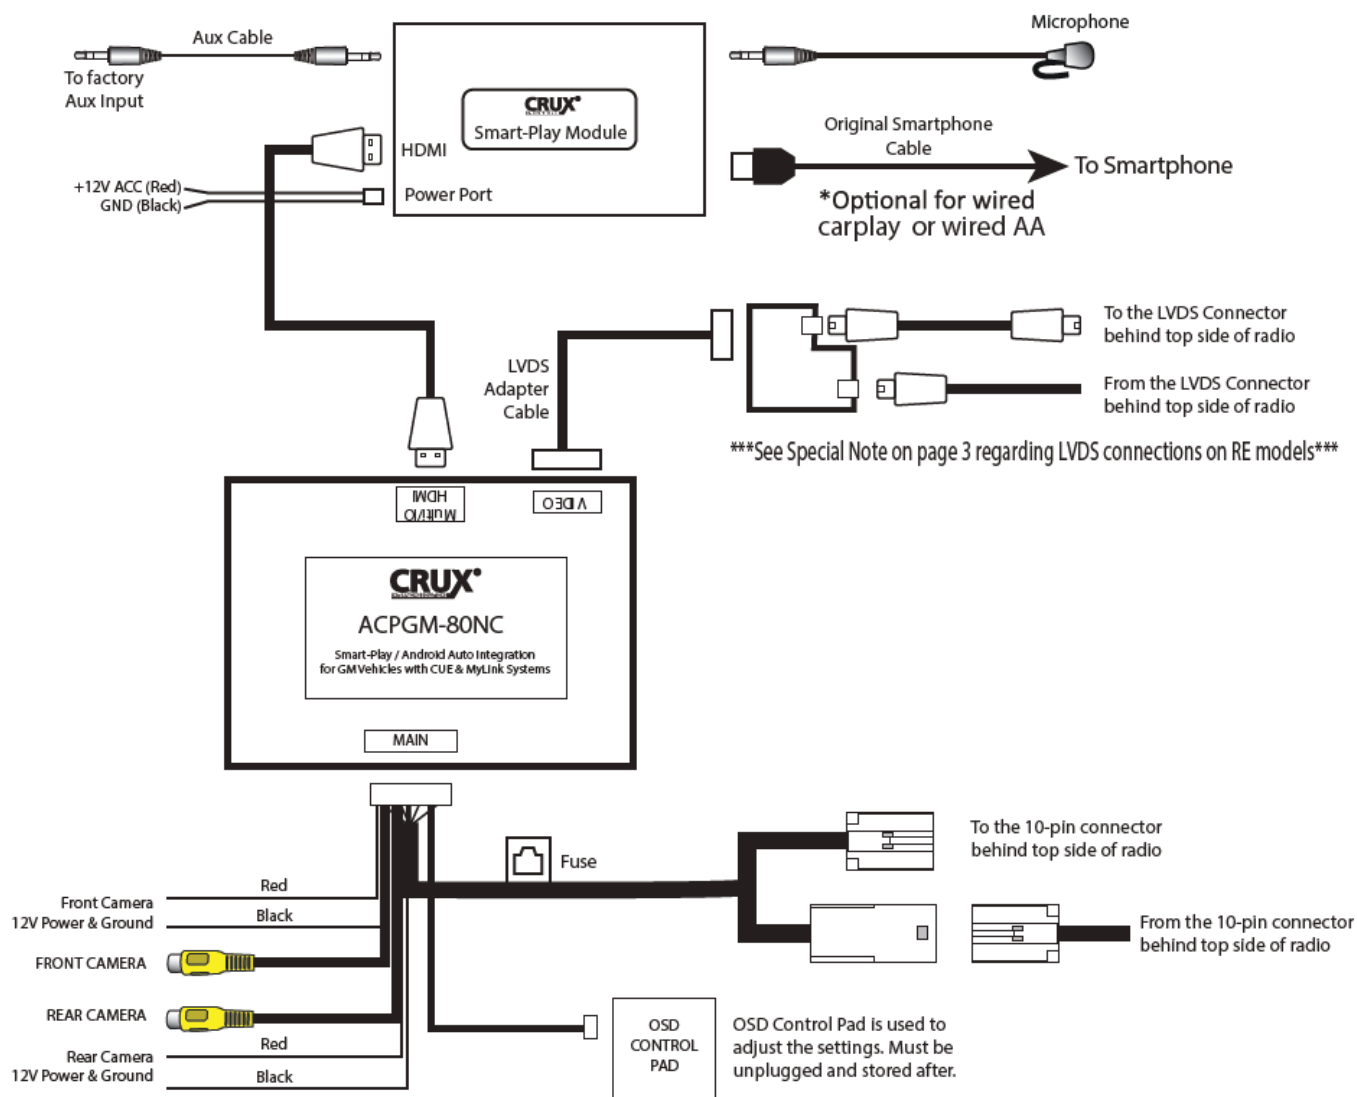 Aux Cable
To factory
Aux Input
CRUX
Smart-Play Module
HDMI
Power Port
+12V ACC (Red)
GND (Black)
Microphone
Original Smartphone
Cable
To Smartphone
*Optional for wired
carplay or wired AA
LVDS
Adapter
Cable
To the LVDS Connector
behind top side of radio
From the LVDS Connector
behind top side of radio
***See Special Note on page 3 regarding LVDS connections on RE models***
Multi/IO
HDMI
VIDEO
CRUX
ACPGM-80NC
Smart-Play / Android Auto Integration
for GM Vehicles with CUE & MyLink Systems
MAIN
Fuse
To the 10-pin connector
behind top side of radio
From the 10-pin connector
behind top side of radio
Front Camera
12V Power & Ground
Red
Black
FRONT CAMERA
REAR CAMERA
Rear Camera
12V Power & Ground
Red
Black
OSD
CONTROL
PAD
OSD Control Pad is used to
adjust the settings. Must be
unplugged and stored after.